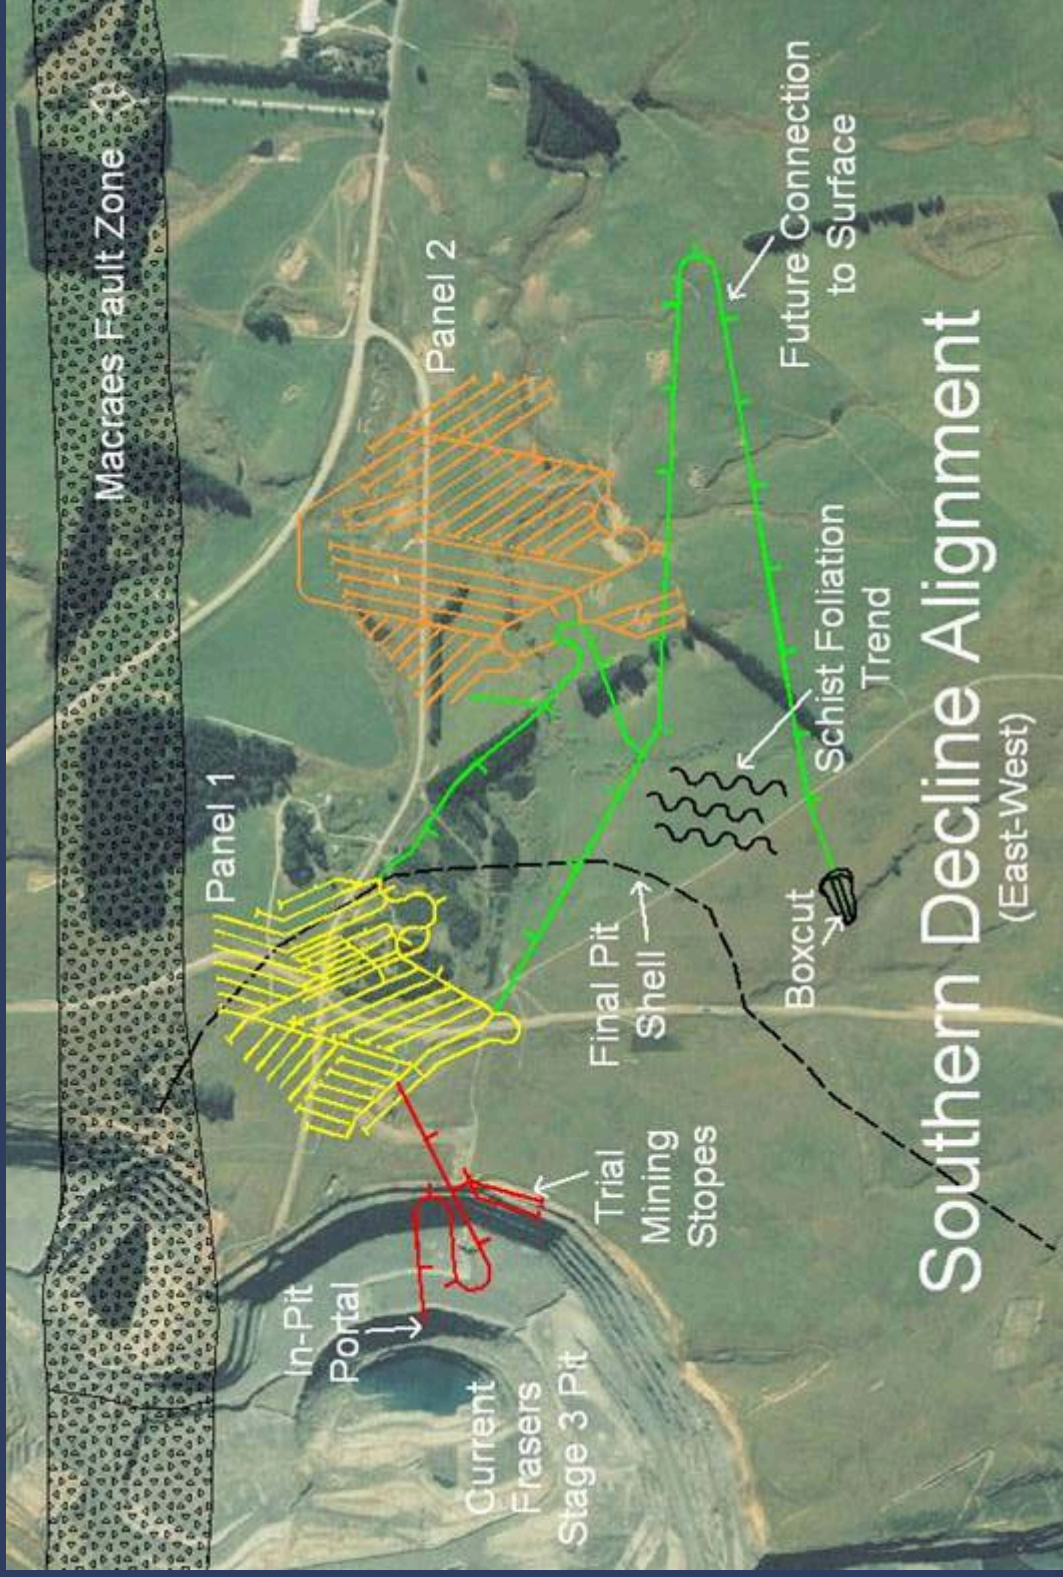 Macraes Fault Zone
Panel 1
Panel 2
In-Pit
Portal
Current
Frasers
Stage 3 Pit
Trial
Mining
Stopes
Final Pit
Shell
Boxcut
Schist Foliation
Trend
Future Connection
to Surface
Southern Decline Alignment
(East-West)